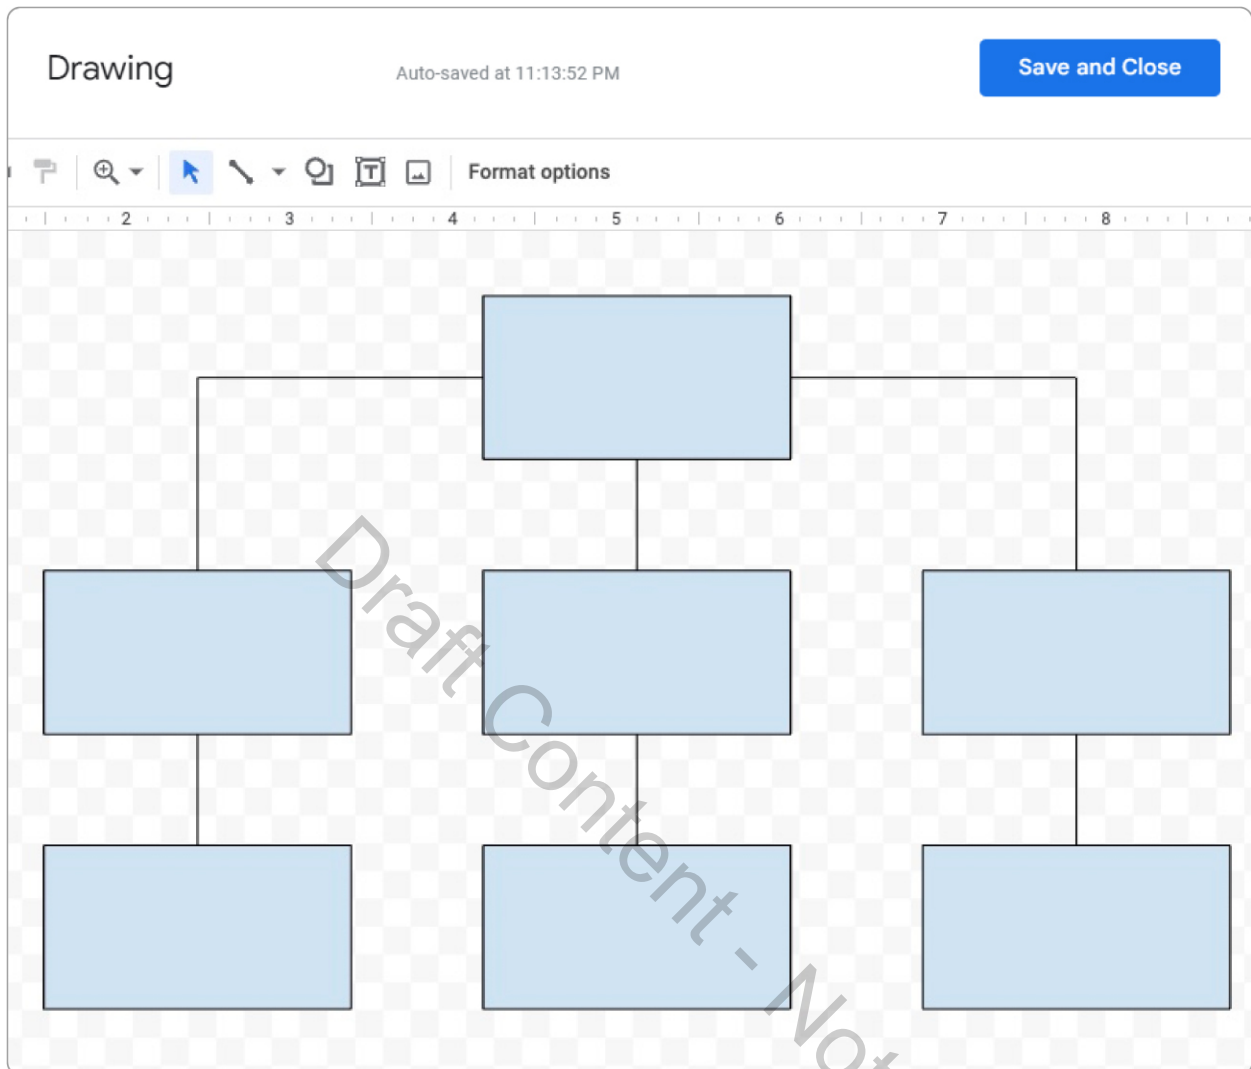 Drawing
Auto-saved at 11:13:52 PM
Save and Close
Format options
2 3 4 5 6 7 8
Draft Content - Not